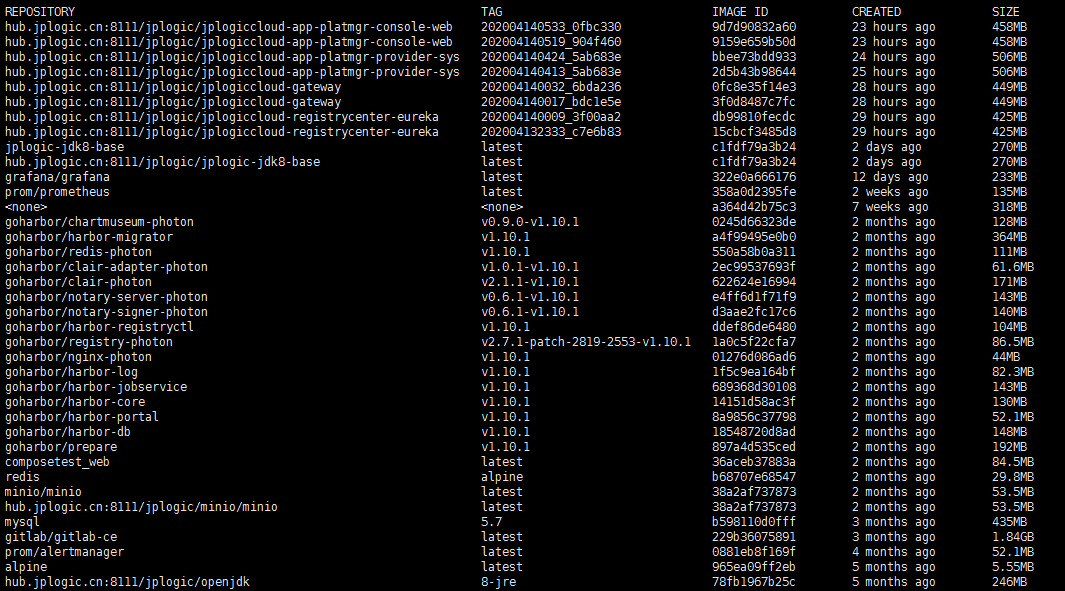 REPOSITORY TAG IMAGE ID CREATED SIZE
hub.jplogic.cn:8111/jplogic/jplogiccloud-app-platmgr-console-web 202004140533_0fbc330 9d7d90832a60 23 hours ago 458MB
hub.jplogic.cn:8111/jplogic/jplogiccloud-app-platmgr-console-web 202004140519_904f460 9159e659b50d 23 hours ago 458MB
hub.jplogic.cn:8111/jplogic/jplogiccloud-app-platmgr-provider-sys 202004140424_5ab683e bbee73bdd933 24 hours ago 506MB
hub.jplogic.cn:8111/jplogic/jplogiccloud-app-platmgr-provider-sys 202004140413_5ab683e 2d5b43b98644 25 hours ago 506MB
hub.jplogic.cn:8111/jplogic/jplogiccloud-gateway 202004140032_6bda236 0fc8e35f14e3 28 hours ago 449MB
hub.jplogic.cn:8111/jplogic/jplogiccloud-gateway 202004140017_bdc1e5e 3f0d8487c7fc 28 hours ago 449MB
hub.jplogic.cn:8111/jplogic/jplogiccloud-registrycenter-eureka 202004140009_3f00aa2 db99810fecdc 29 hours ago 425MB
hub.jplogic.cn:8111/jplogic/jplogiccloud-registrycenter-eureka 202004132333_c7e6b83 15cbcf3485d8 29 hours ago 425MB
jplogic-jdk8-base latest c1fdf79a3b24 2 days ago 270MB
hub.jplogic.cn:8111/jplogic/jplogic-jdk8-base latest c1fdf79a3b24 2 days ago 270MB
grafana/grafana latest 322e0a666176 12 days ago 233MB
prom/prometheus latest 358a0d2395fe 2 weeks ago 135MB
<none> <none> a364d42b75c3 7 weeks ago 318MB
goharbor/chartmuseum-photon v0.9.0-v1.10.1 0245d66323de 2 months ago 128MB
goharbor/harbor-migrator v1.10.1 a4f99495e0b0 2 months ago 364MB
goharbor/redis-photon v1.10.1 550a58b0a311 2 months ago 111MB
goharbor/clair-adapter-photon v1.0.1-v1.10.1 2ec99537693f 2 months ago 61.6MB
goharbor/clair-photon v2.1.1-v1.10.1 622624e16994 2 months ago 171MB
goharbor/notary-server-photon v0.6.1-v1.10.1 e4ff6d1f71f9 2 months ago 143MB
goharbor/notary-signer-photon v0.6.1-v1.10.1 d3aae2fc17c6 2 months ago 140MB
goharbor/harbor-registryctl v1.10.1 ddef86de6480 2 months ago 104MB
goharbor/registry-photon v2.7.1-patch-2819-2553-v1.10.1 1a0c5f22cfa7 2 months ago 86.5MB
goharbor/nginx-photon v1.10.1 01276d086ad6 2 months ago 44MB
goharbor/harbor-log v1.10.1 1f5c9ea164bf 2 months ago 82.3MB
goharbor/harbor-jobservice v1.10.1 689368d30108 2 months ago 143MB
goharbor/harbor-core v1.10.1 14151d58ac3f 2 months ago 130MB
goharbor/harbor-portal v1.10.1 8a9856c37798 2 months ago 52.1MB
goharbor/harbor-db v1.10.1 18548720d8ad 2 months ago 148MB
goharbor/prepare v1.10.1 897a4d535ced 2 months ago 192MB
composetest_web latest 36aceb37883a 2 months ago 84.5MB
redis alpine b68707e68547 2 months ago 29.8MB
minio/minio latest 38a2af737873 2 months ago 53.5MB
hub.jplogic.cn:8111/jplogic/minio/minio latest 38a2af737873 2 months ago 53.5MB
mysql 5.7 b598110d0fff 3 months ago 435MB
gitlab/gitlab-ce latest 229b36075891 3 months ago 1.84GB
prom/alertmanager latest 0881eb8f169f 4 months ago 52.1MB
alpine latest 965ea09ff2eb 5 months ago 5.55MB
hub.jplogic.cn:8111/jplogic/openjdk 8-jre 78fb1967b25c 5 months ago 246MB